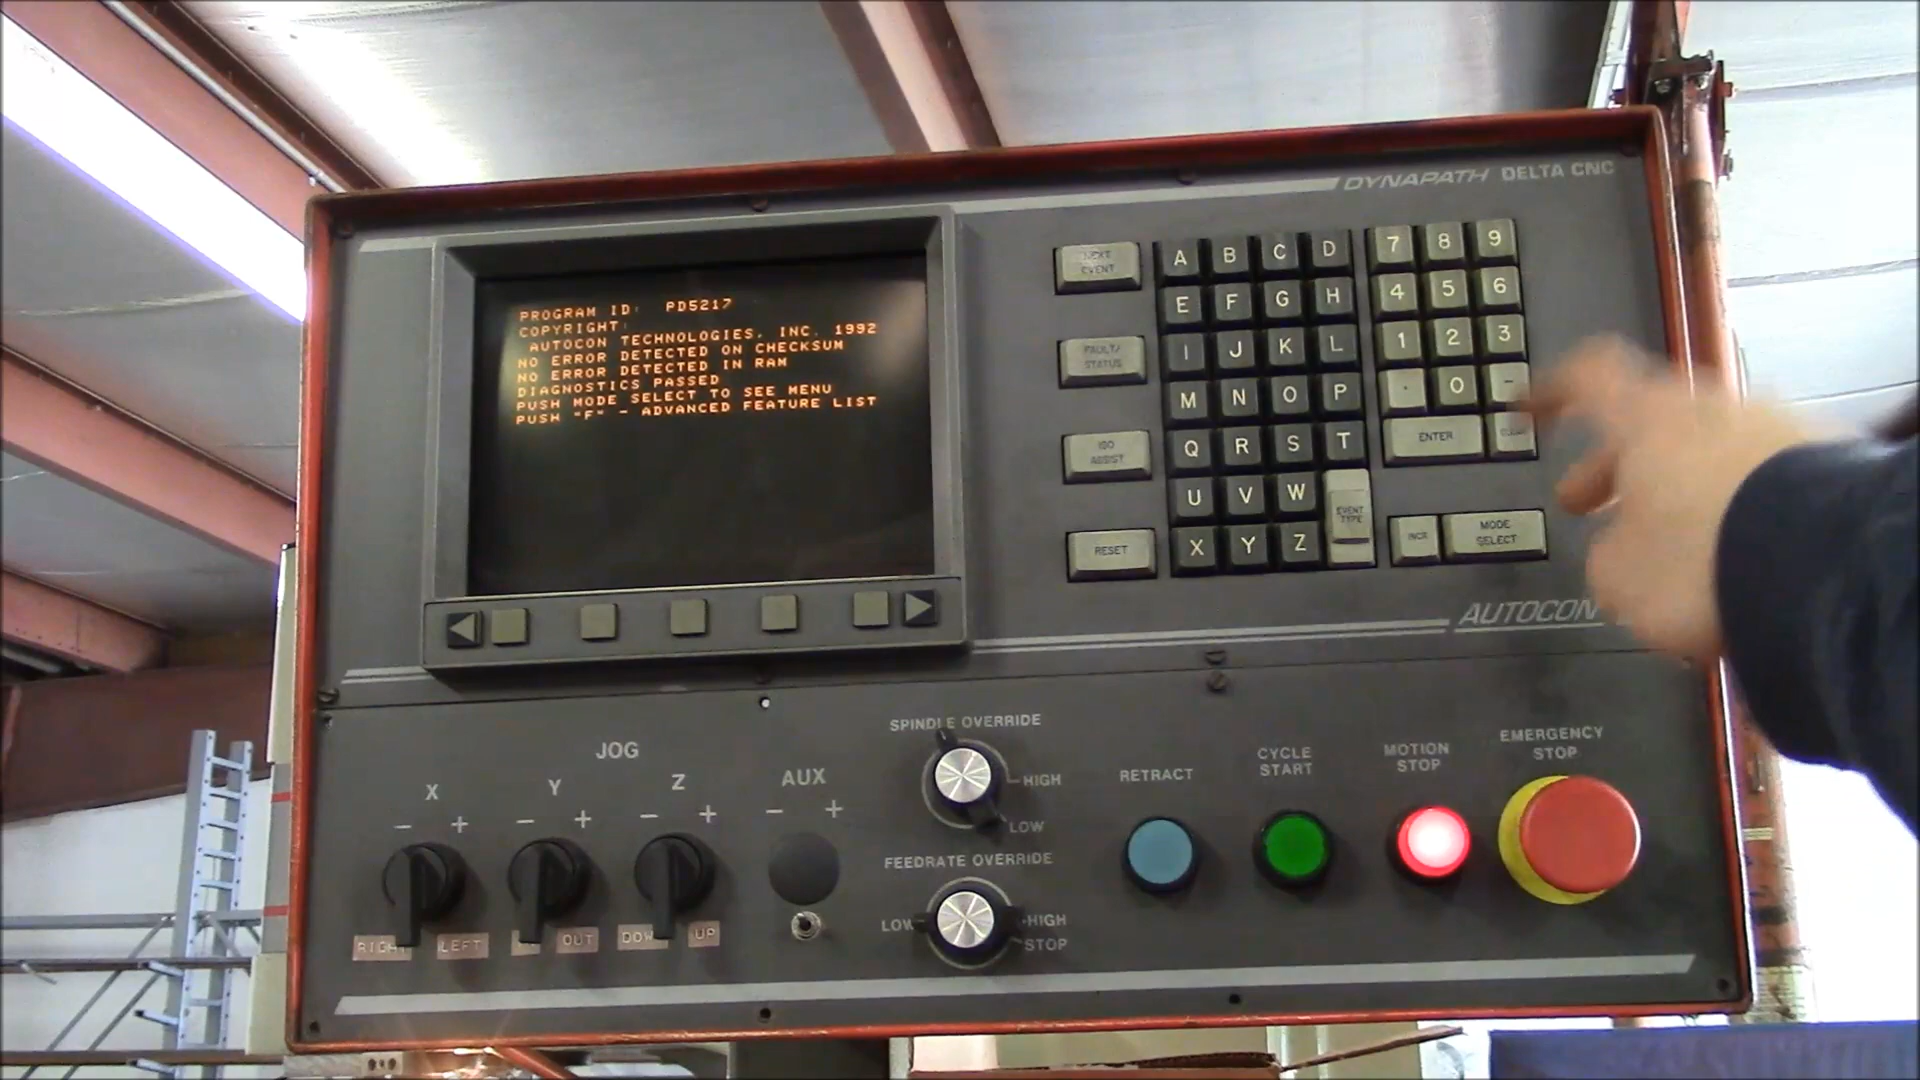 DYNAPATH DELTA CNC
PROGRAM ID: PD5217
COPYRIGHT:
AUTOCON TECHNOLOGIES, INC. 1992
NO ERROR DETECTED ON CHECKSUM
NO ERROR DETECTED IN RAM
DIAGNOSTICS PASSED
PUSH MODE SELECT TO SEE MENU
PUSH "F" - ADVANCED FEATURE LIST
NEXT EVENT
FAULT/ STATUS
ISO ASSIST
RESET
A B C D
E F G H
I J K L
M N O P
Q R S T
U V W
X Y Z
EVENT TYPE
7 8 9
4 5 6
1 2 3
. 0 -
ENTER
INCR
MODE SELECT
AUTOCON
JOG
X Y Z
- + - + - +
RIGHT LEFT OUT UP
AUX
- +
SPINDLE OVERRIDE
HIGH
LOW
FEEDRATE OVERRIDE
LOW HIGH
STOP
RETRACT
CYCLE START
MOTION STOP
EMERGENCY STOP